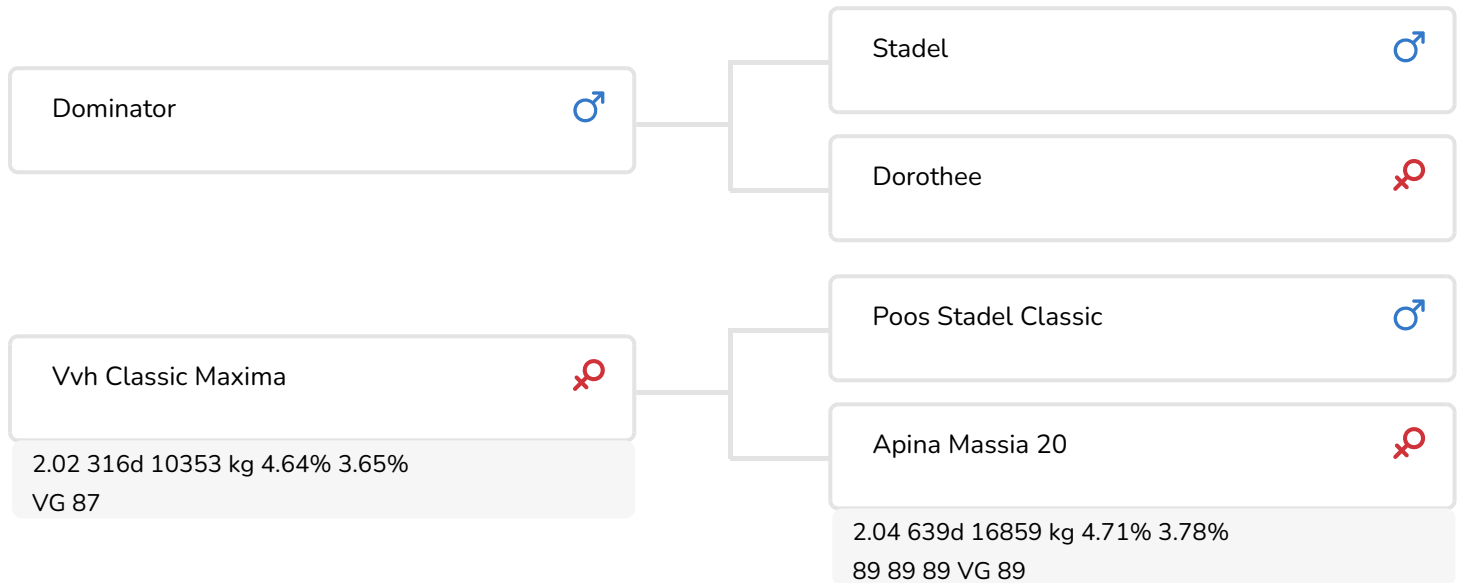 Stadel
Dominator
Dorothee
Poos Stadel Classic
Vvh Classic Maxima
2.02 316d 10353 kg 4.64% 3.65%
VG 87
Apina Massia 20
2.04 639d 16859 kg 4.71% 3.78%
89 89 89 VG 89